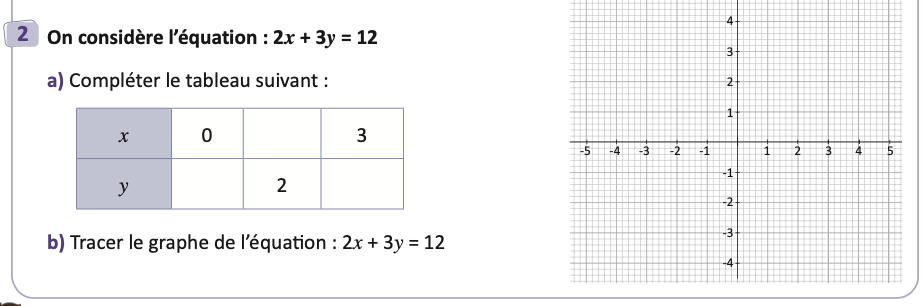 2 On considère l'équation : 2x + 3y = 12
a) Compléter le tableau suivant :
x 0 3
y 2
b) Tracer le graphe de l'équation : 2x + 3y = 12
4
3
2
1
-5 -4 -3 -2 -1 1 2 3 4 5
-1
-2
-3
-4